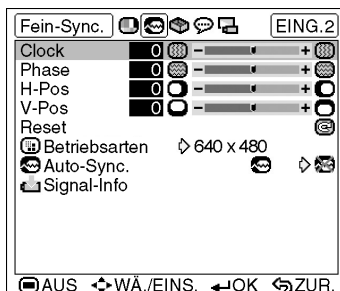 Fein-Sync. EING.2
Clock 0 - +
Phase 0 - +
H-Pos 0 - +
V-Pos 0 - +
Reset
Betriebsarten 640 x 480
Auto-Sync.
Signal-Info
AUS WÄ./EINS. OK ZUR.